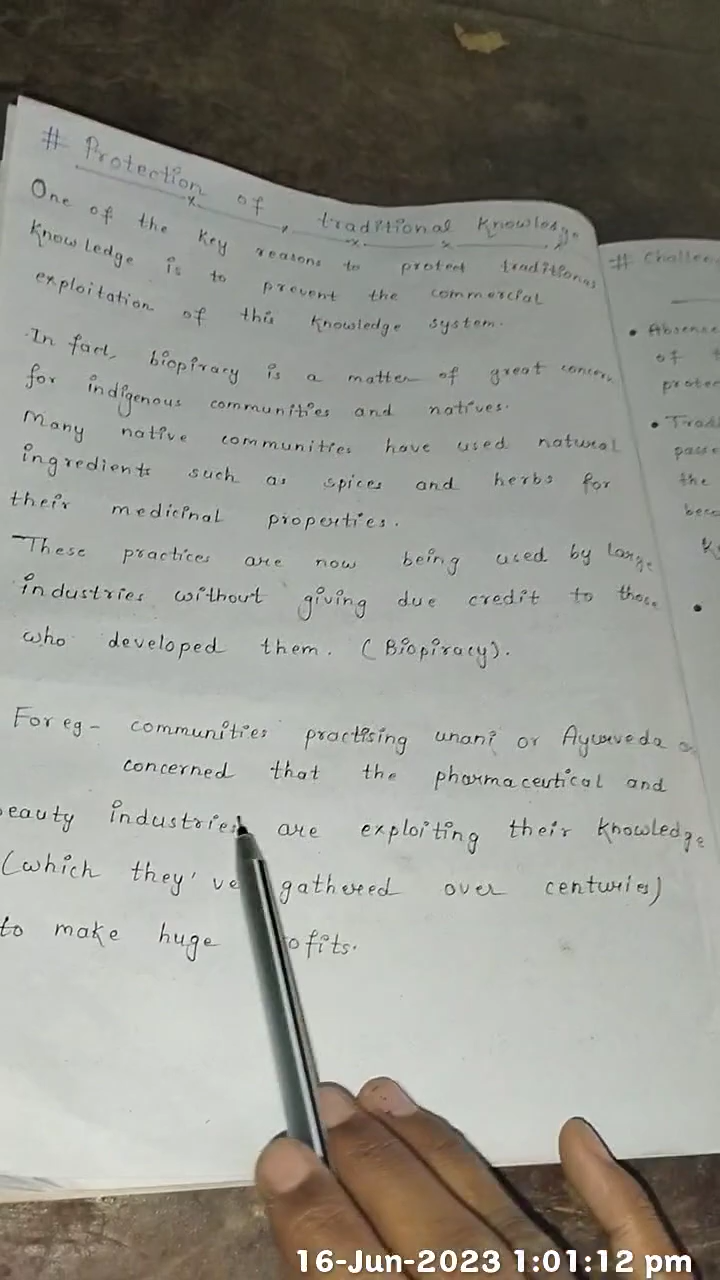 # Protection of traditional Knowledge
One of the key reasons to protect traditional
knowledge is to prevent the commercial
exploitation of this knowledge system.
In fact, biopiracy is a matter of great concern
for indigenous communities and natives.
Many native communities have used natural
ingredients such as spices and herbs for
their medicinal properties.
These practices are now being used by large
industries without giving due credit to those
who developed them. (Biopiracy).
For eg - communities practising unani or Ayurveda
concerned that the pharmaceutical and
eauty industries are exploiting their knowledge
(which they've gathered over centuries)
to make huge ofits.
# Challen
• Absence
of t
protec
• Tradi
passe
the
beco
K
•
16-Jun-2023 1:01:12 pm